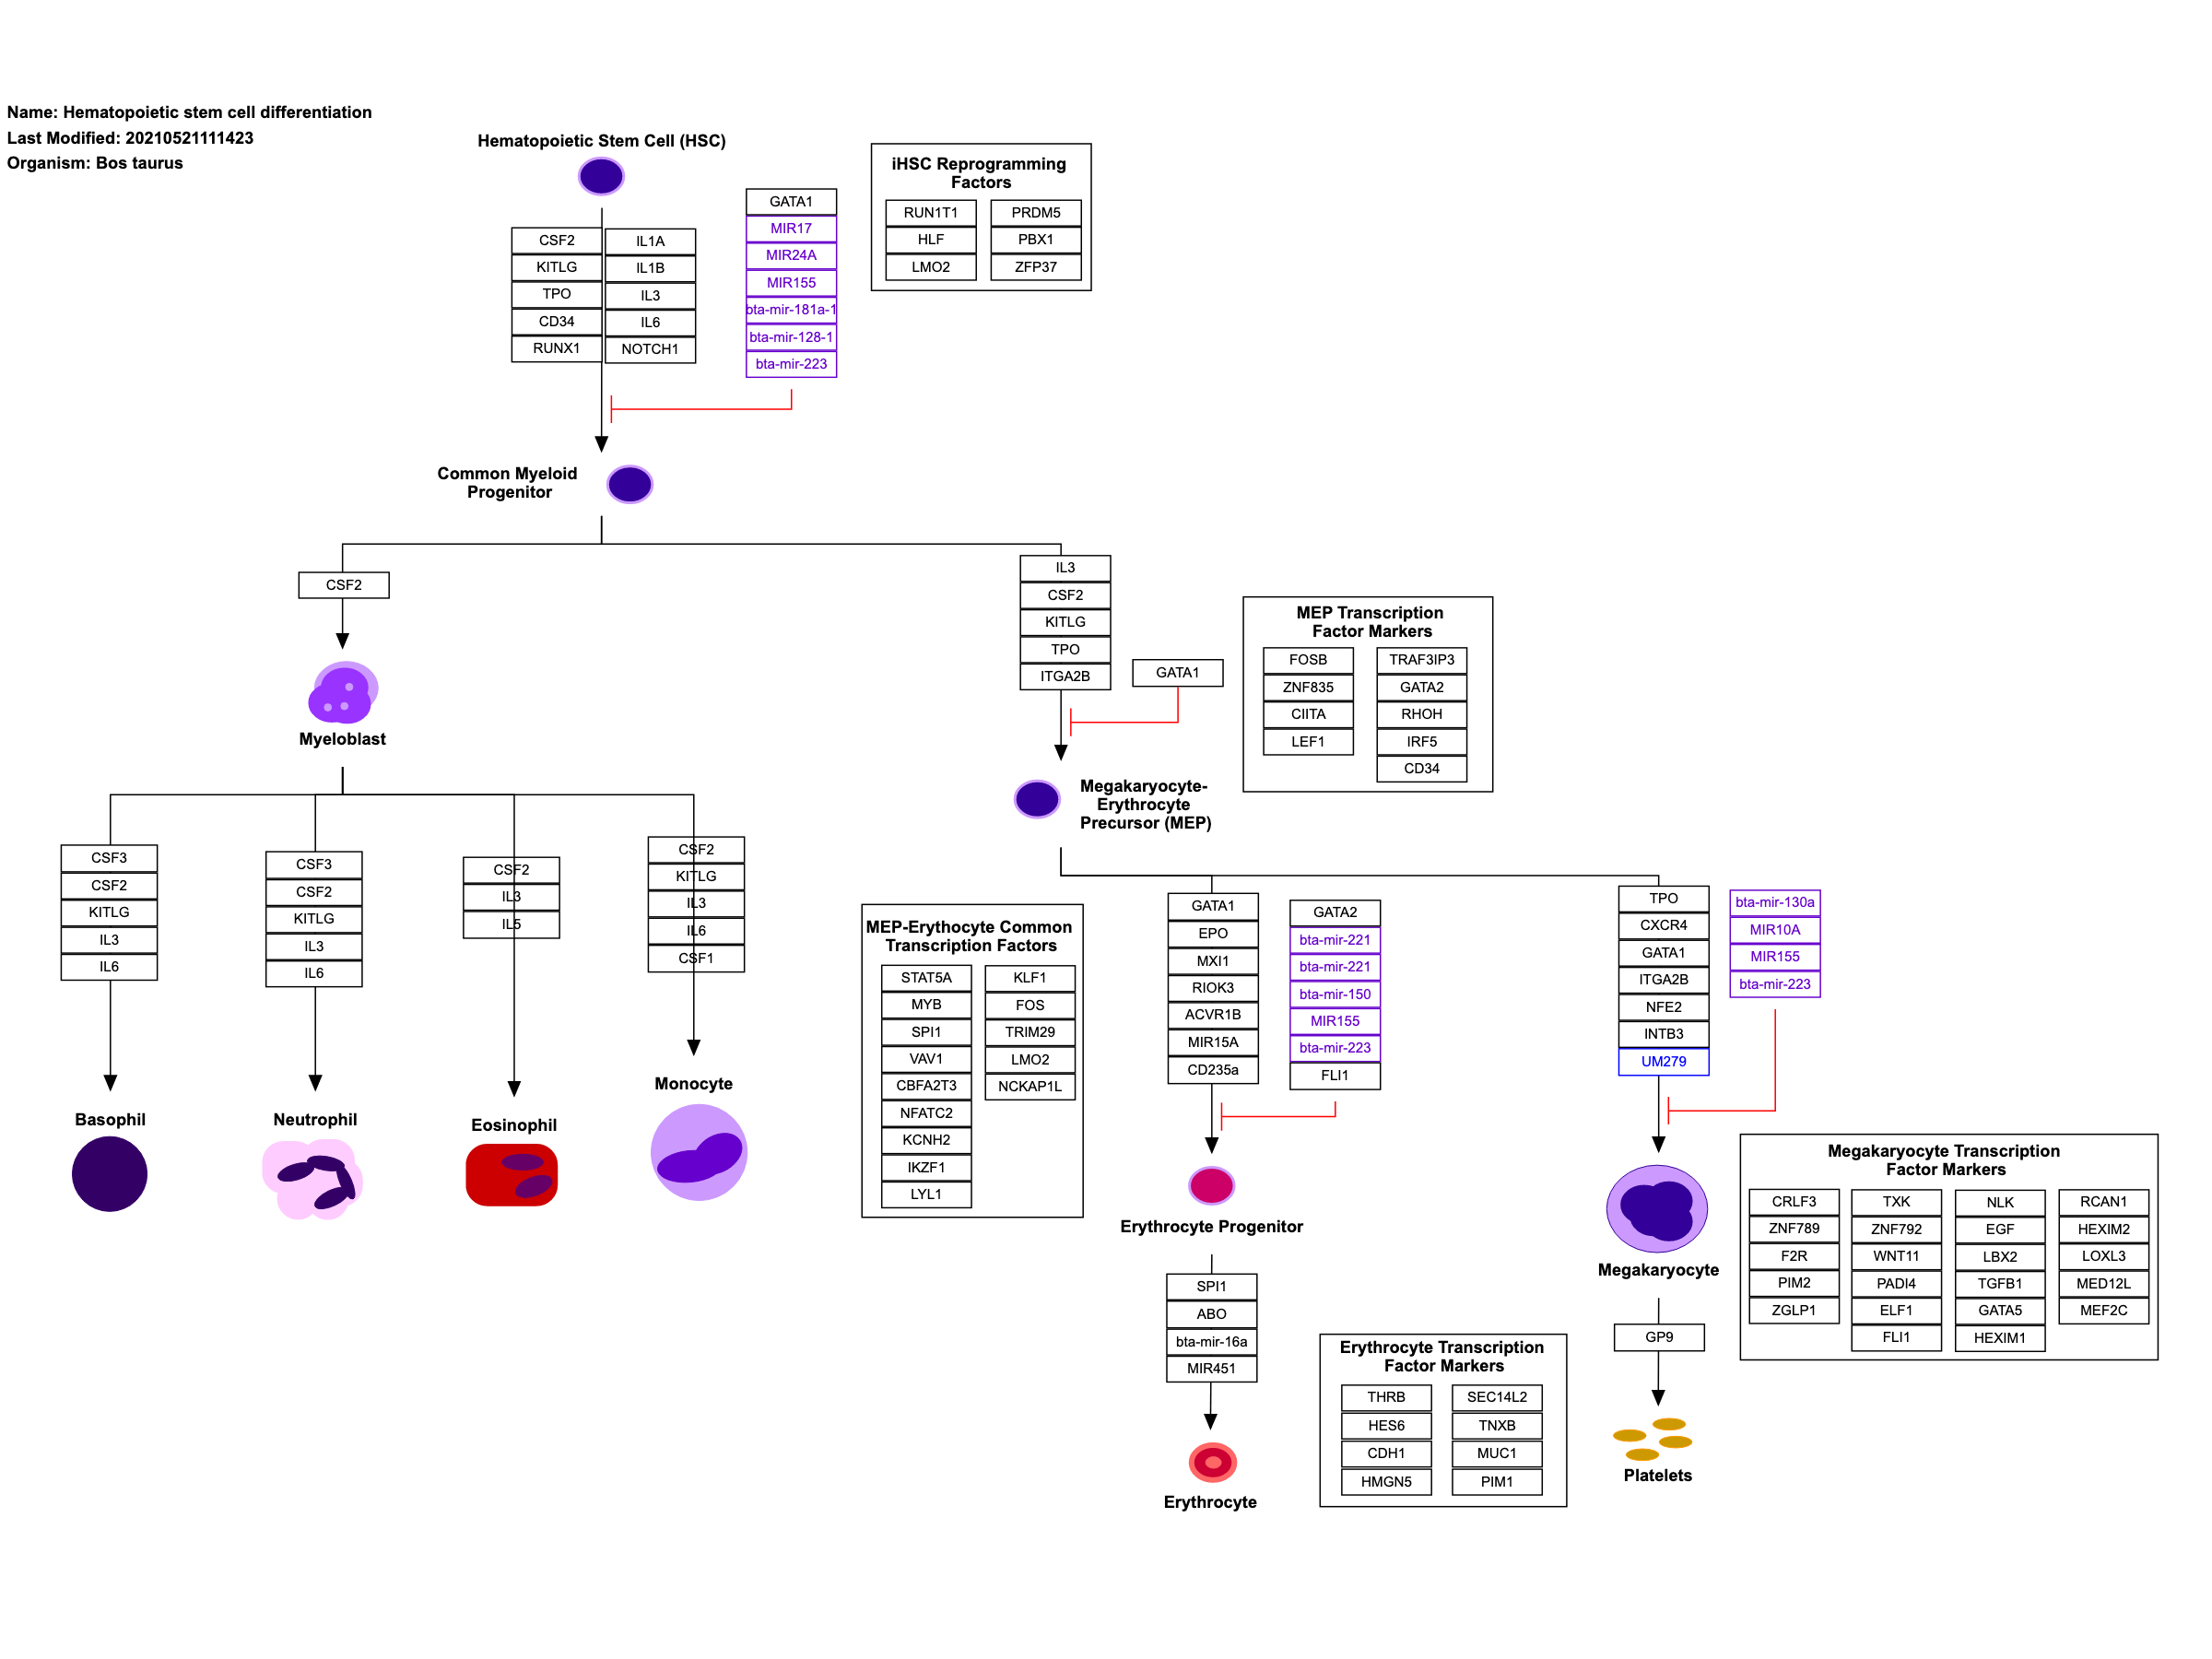 Name: Hematopoietic stem cell differentiation
Last Modified: 20210521111423
Organism: Bos taurus
Hematopoietic Stem Cell (HSC)
CSF2
KITLG
TPO
CD34
RUNX1
IL1A
IL1B
IL3
IL6
NOTCH1
GATA1
MIR17
MIR24A
MIR155
bta-mir-181a-1
bta-mir-128-1
bta-mir-223
iHSC Reprogramming
Factors
RUN1T1
HLF
LMO2
PRDM5
PBX1
ZFP37
Common Myeloid
Progenitor
CSF2
Myeloblast
IL3
CSF2
KITLG
TPO
ITGA2B
GATA1
MEP Transcription
Factor Markers
FOSB
ZNF835
CIITA
LEF1
TRAF3IP3
GATA2
RHOH
IRF5
CD34
Megakaryocyte-
Erythrocyte
Precursor (MEP)
CSF3
CSF2
KITLG
IL3
IL6
Basophil
CSF3
CSF2
KITLG
IL3
IL6
Neutrophil
CSF2
IL3
IL5
Eosinophil
CSF2
KITLG
IL3
IL6
CSF1
Monocyte
MEP-Erythocyte Common
Transcription Factors
STAT5A
MYB
SPI1
VAV1
CBFA2T3
NFATC2
KCNH2
IKZF1
LYL1
KLF1
FOS
TRIM29
LMO2
NCKAP1L
GATA1
EPO
MXI1
RIOK3
ACVR1B
MIR15A
CD235a
GATA2
bta-mir-221
bta-mir-221
bta-mir-150
MIR155
bta-mir-223
FLI1
Erythrocyte Progenitor
SPI1
ABO
bta-mir-16a
MIR451
Erythrocyte
Erythrocyte Transcription
Factor Markers
THRB
HES6
CDH1
HMGN5
SEC14L2
TNXB
MUC1
PIM1
TPO
CXCR4
GATA1
ITGA2B
NFE2
INTB3
UM279
bta-mir-130a
MIR10A
MIR155
bta-mir-223
Megakaryocyte
GP9
Platelets
Megakaryocyte Transcription
Factor Markers
CRLF3
ZNF789
F2R
PIM2
ZGLP1
TXK
ZNF792
WNT11
PADI4
ELF1
FLI1
NLK
EGF
LBX2
TGFB1
GATA5
HEXIM1
RCAN1
HEXIM2
LOXL3
MED12L
MEF2C